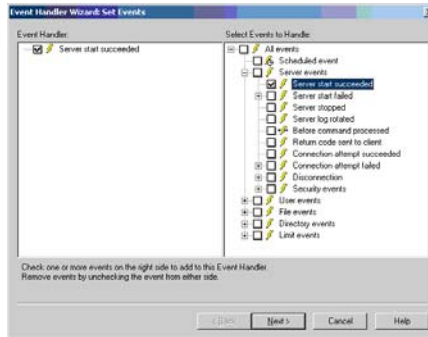 Event Handler Wizard: Set Events
Event Handler:
Server start succeeded
Select Events to Handle:
All events
Scheduled event
Server events
Server start succeeded
Server start failed
Server stopped
Server log rotated
Before command processed
Return code sent to client
Connection attempt succeeded
Connection attempt failed
Disconnection
Security events
User events
File events
Directory events
Limit events
Check one or more events on the right side to add to this Event Handler
Remove events by unchecking the event from either side.
< Back
Next >
Cancel
Help